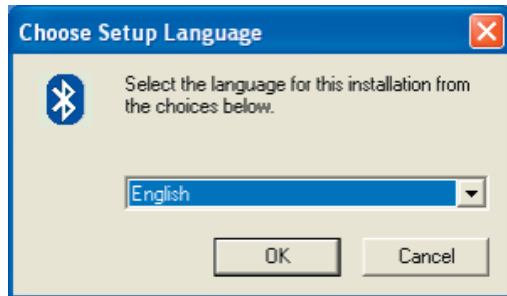 Choose Setup Language
Select the language for this installation from
the choices below.
English
OK
Cancel